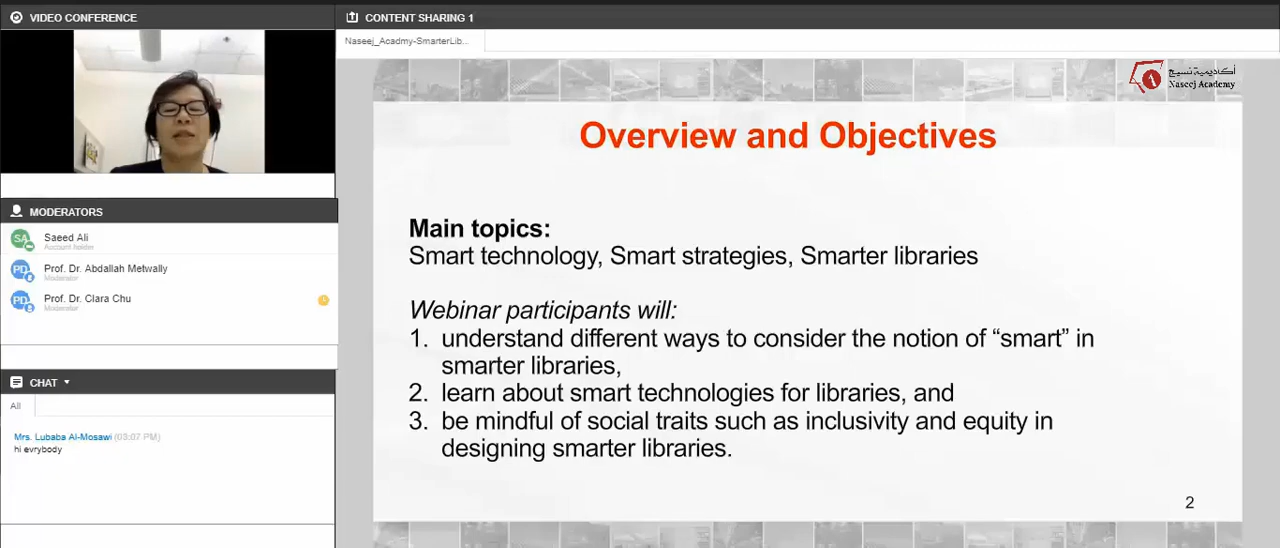 VIDEO CONFERENCE
SA
MODERATORS
Saeed Ali
Account holder
PD
Prof. Dr. Abdallah Metwally
Moderator
PD
Prof. Dr. Clara Chu
Moderator
CHAT
All
Mrs. Lubaba Al-Mosawi (03:07 PM)
hi evrybody
CONTENT SHARING 1
Naseej_Acadmy-SmarterLib...
أكاديمية نسيج
Naseej Academy
Overview and Objectives
Main topics:
Smart technology, Smart strategies, Smarter libraries
Webinar participants will:
1. understand different ways to consider the notion of “smart” in
smarter libraries,
2. learn about smart technologies for libraries, and
3. be mindful of social traits such as inclusivity and equity in
designing smarter libraries.
2